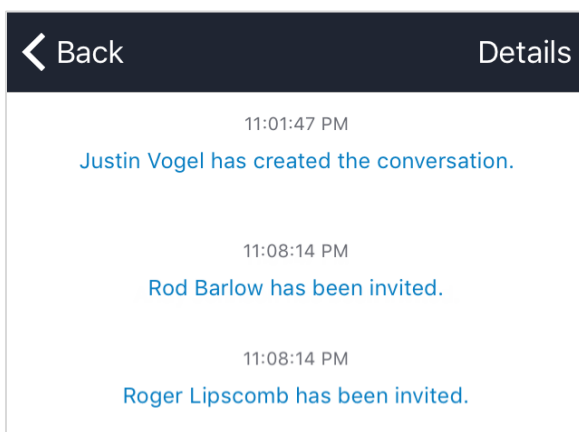 Back
Details
11:01:47 PM
Justin Vogel has created the conversation.
11:08:14 PM
Rod Barlow has been invited.
11:08:14 PM
Roger Lipscomb has been invited.